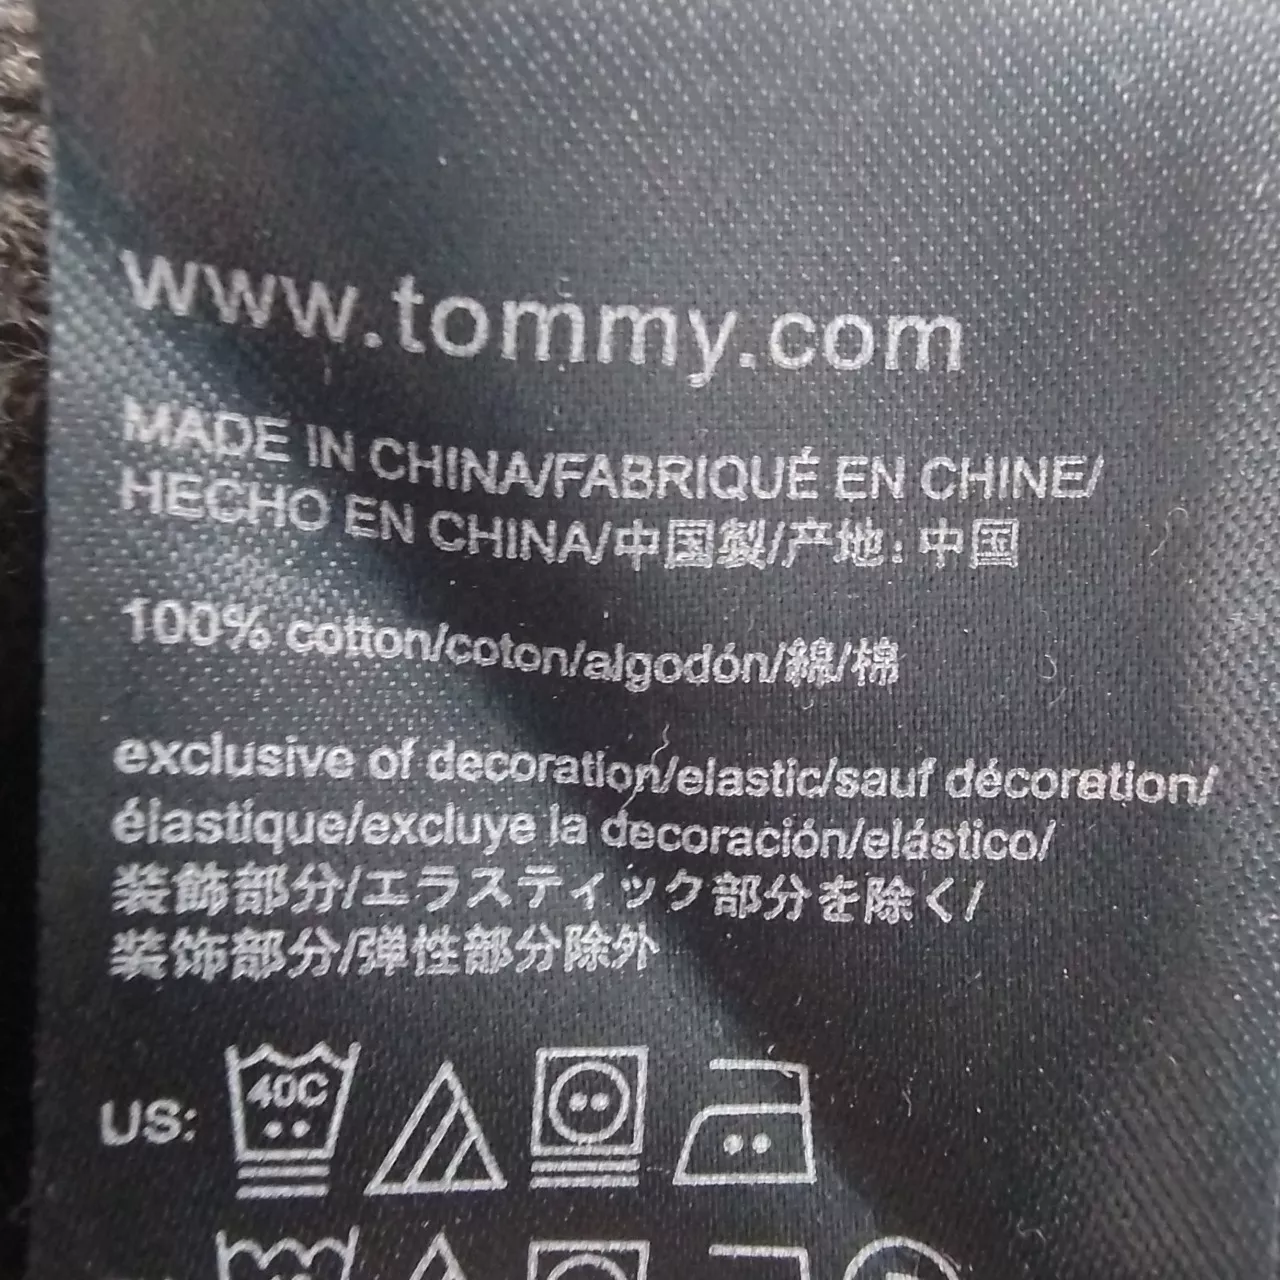 www.tommy.com
MADE IN CHINA/FABRIQUÉ EN CHINE/
HECHO EN CHINA/中国製/产地: 中国
100% cotton/coton/algodón/綿/棉
exclusive of decoration/elastic/sauf décoration/
élastique/excluye la decoración/elástico/
装飾部分/エラスティック部分を除く/
装饰部分/弹性部分除外
US: 40C